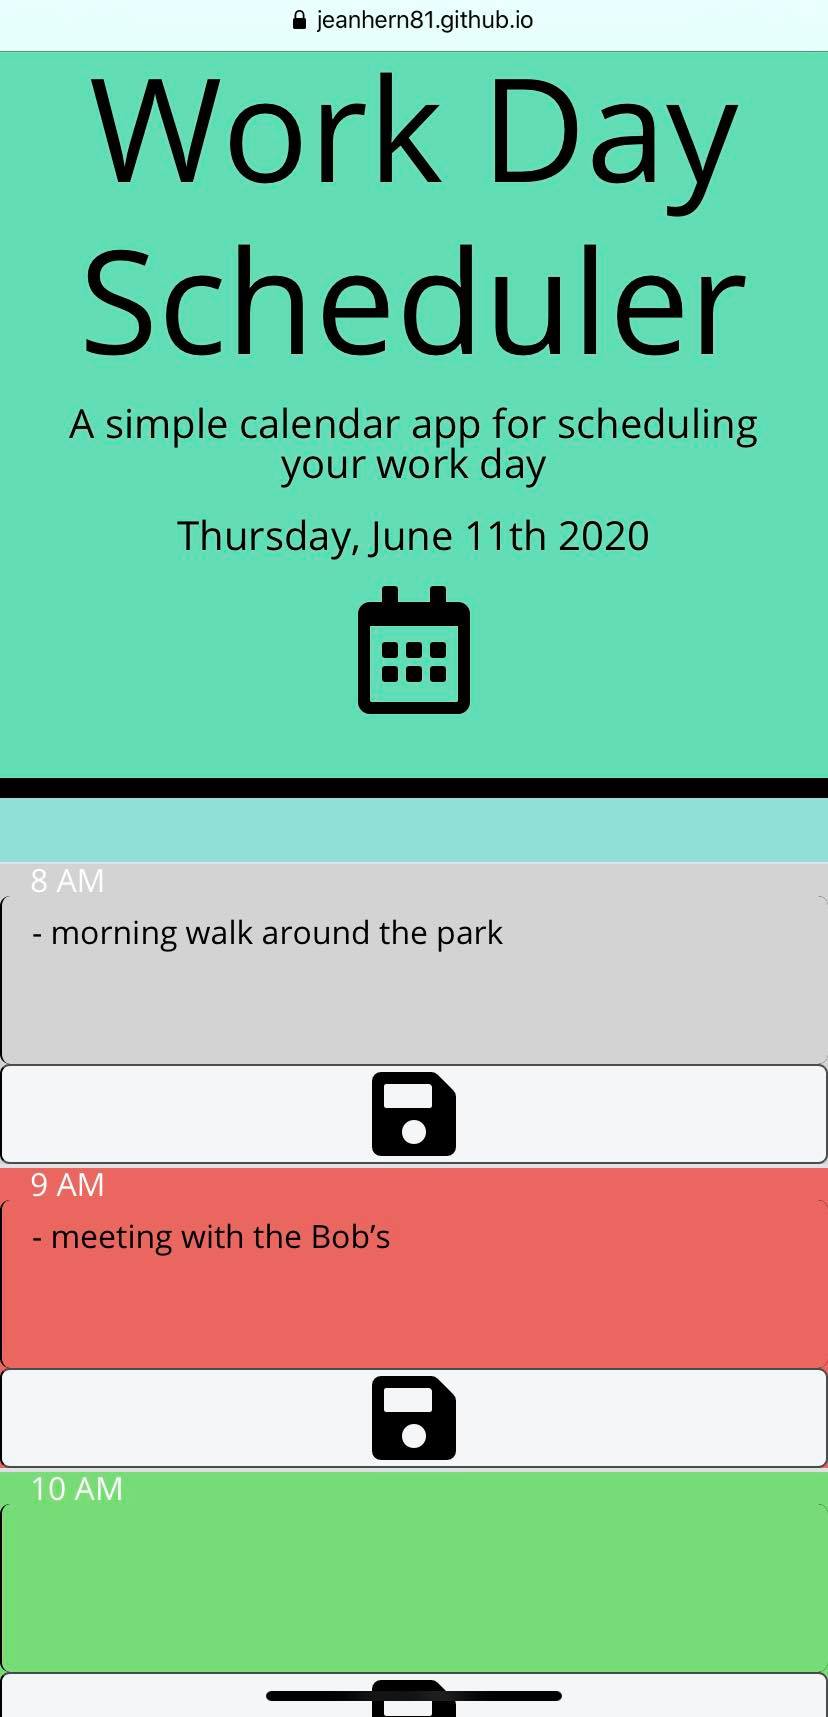 jeanhern81.github.io
Work Day
Scheduler
A simple calendar app for scheduling
your work day
Thursday, June 11th 2020
8 AM
- morning walk around the park
9 AM
- meeting with the Bob’s
10 AM